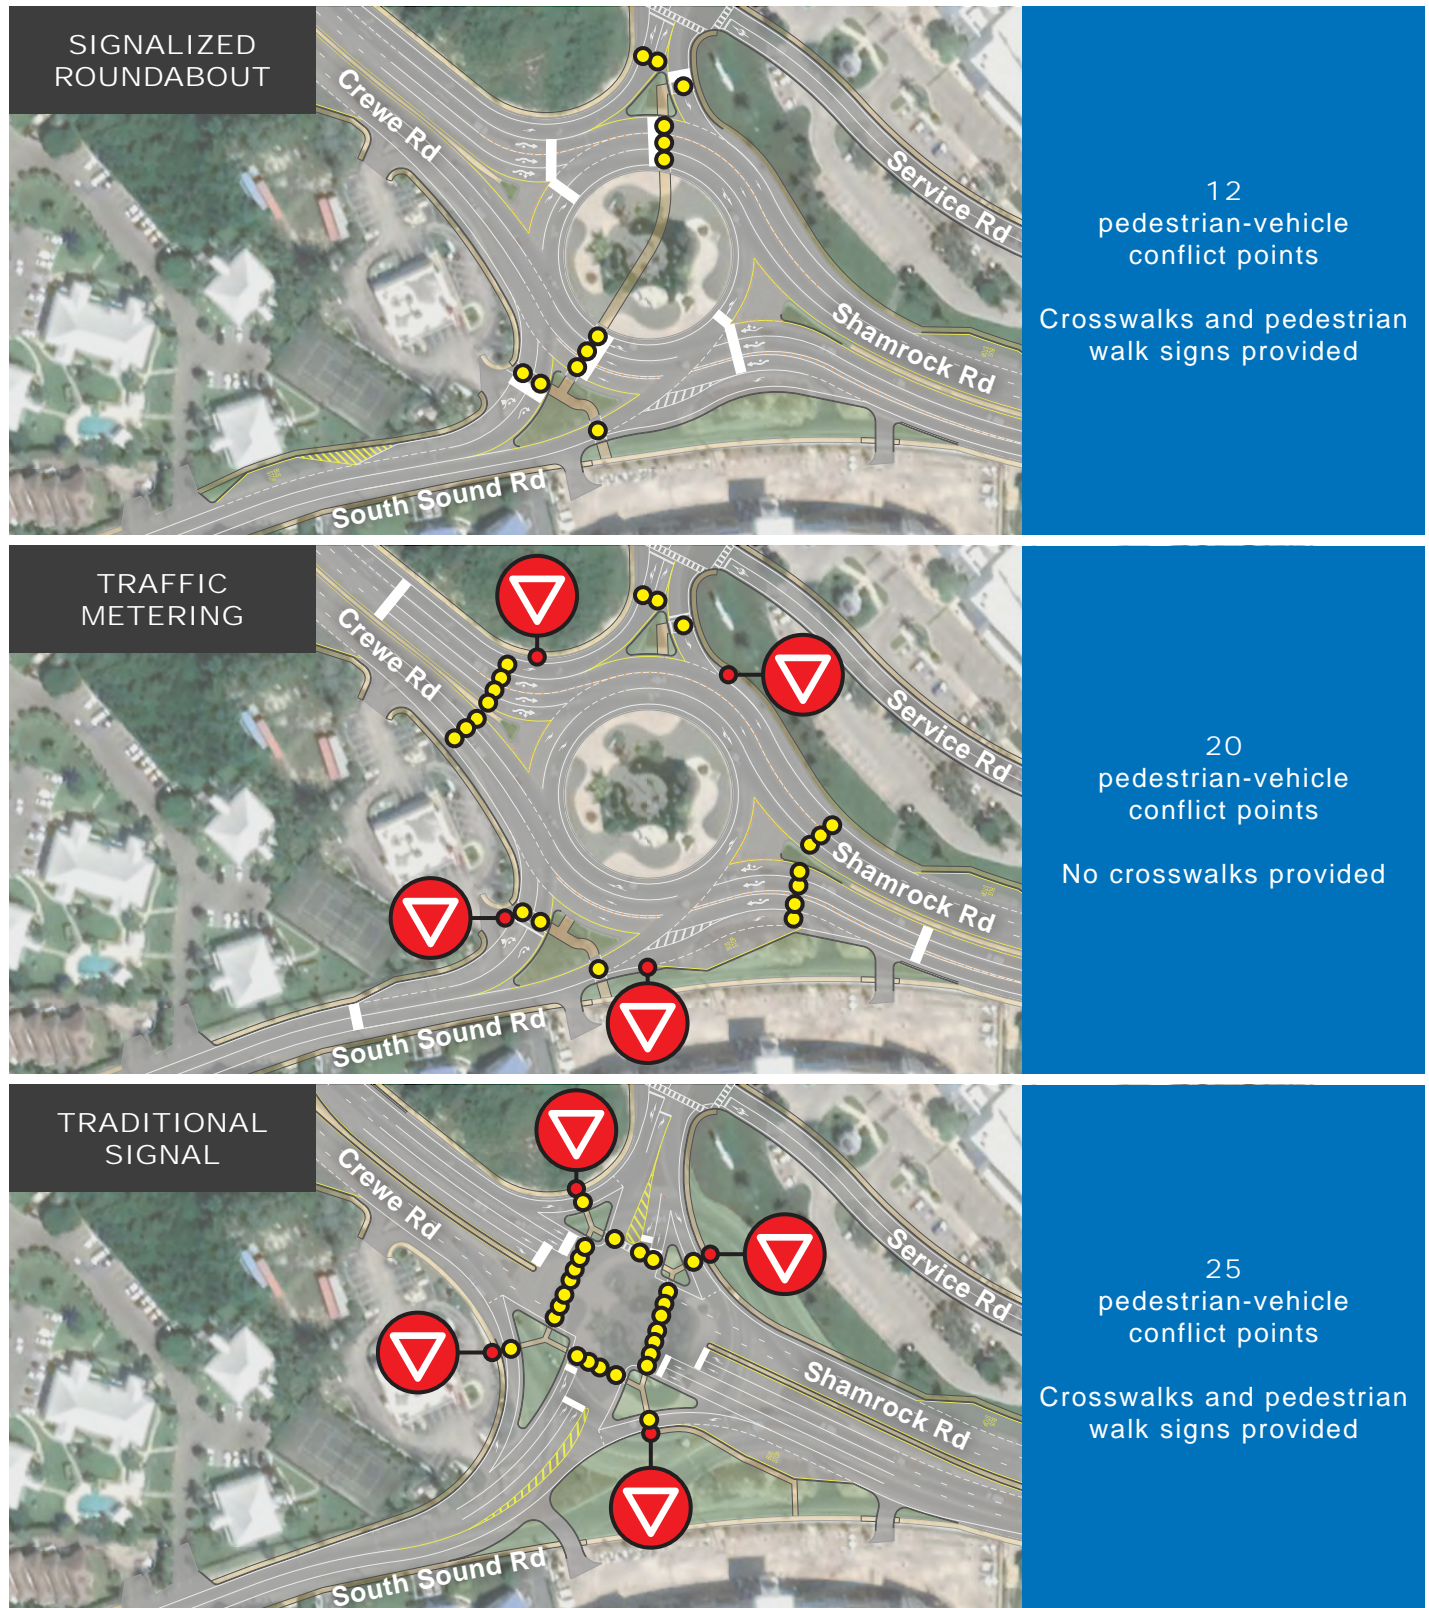 SIGNALIZED
ROUNDABOUT
Crewe Rd
Service Rd
Shamrock Rd
South Sound Rd
12
pedestrian-vehicle
conflict points
Crosswalks and pedestrian
walk signs provided
TRAFFIC
METERING
Crewe Rd
Service Rd
Shamrock Rd
South Sound Rd
20
pedestrian-vehicle
conflict points
No crosswalks provided
TRADITIONAL
SIGNAL
Crewe Rd
Service Rd
Shamrock Rd
South Sound Rd
25
pedestrian-vehicle
conflict points
Crosswalks and pedestrian
walk signs provided